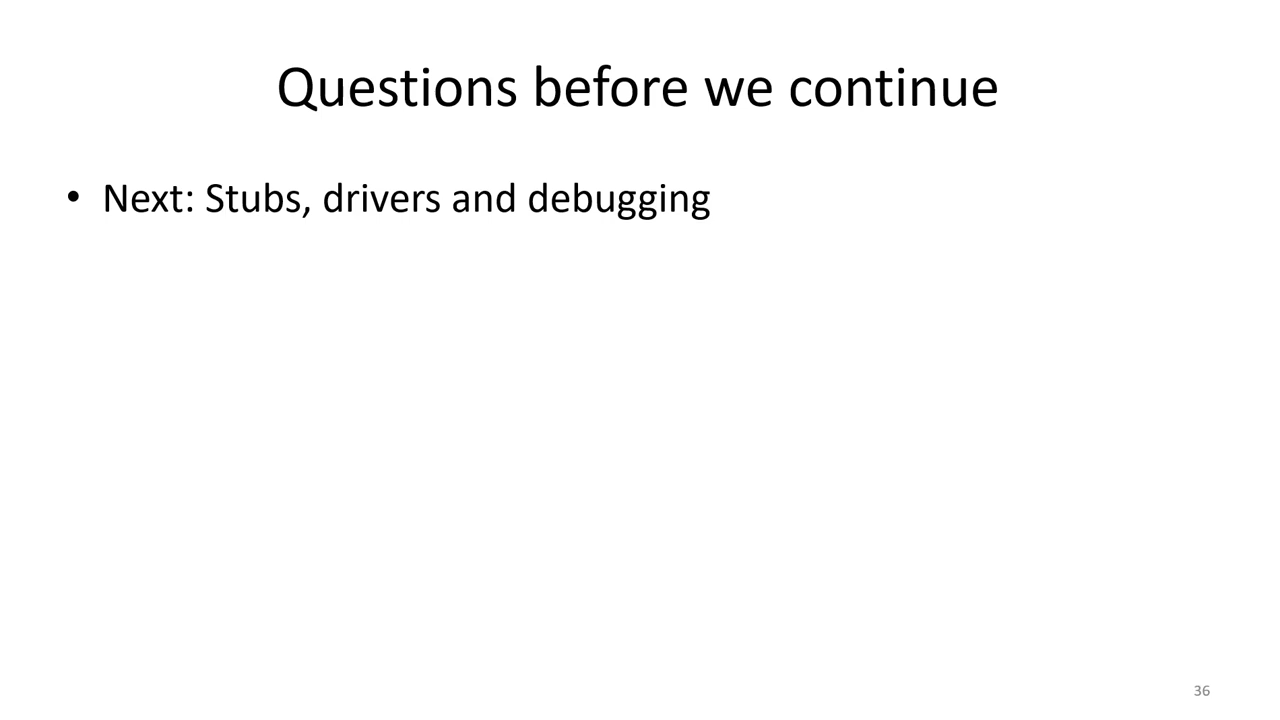 Questions before we continue
• Next: Stubs, drivers and debugging
36